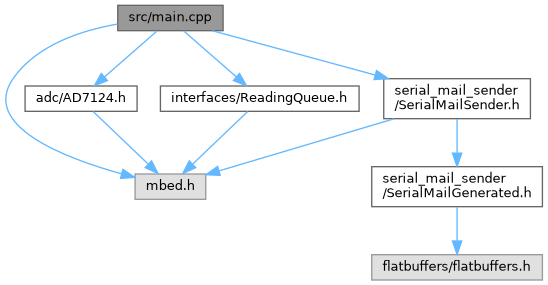 src/main.cpp
adc/AD7124.h
interfaces/ReadingQueue.h
serial_mail_sender
/SerialMailSender.h
mbed.h
serial_mail_sender
/SerialMailGenerated.h
flatbuffers/flatbuffers.h